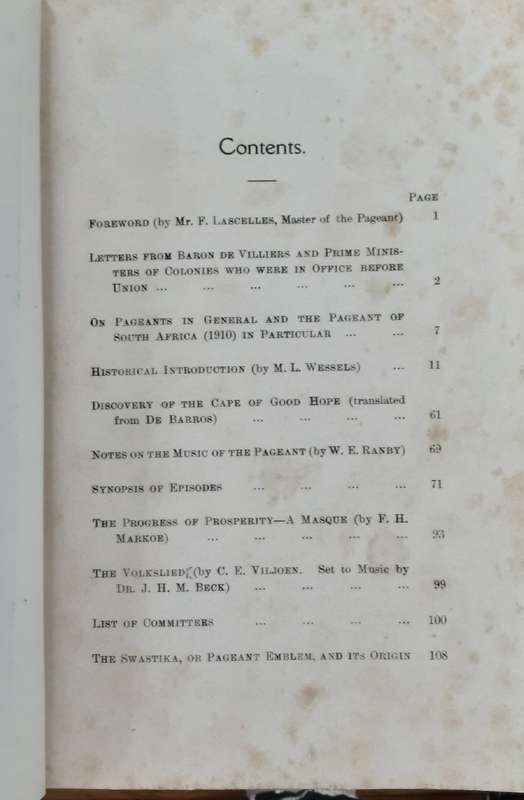 Contents.
PAGE
FOREWORD (by Mr. F. LASCELLES, Master of the Pageant) 1
LETTERS FROM BARON DE VILLIERS AND PRIME MINIS-
TERS OF COLONIES WHO WERE IN OFFICE BEFORE
UNION ... ... ... ... ... ... 2
ON PAGEANTS IN GENERAL AND THE PAGEANT OF
SOUTH AFRICA (1910) IN PARTICULAR ... ... 7
HISTORICAL INTRODUCTION (by M. L. WESSELS) ... 11
DISCOVERY OF THE CAPE OF GOOD HOPE (translated
from DE BARROS) ... ... ... ... 61
NOTES ON THE MUSIC OF THE PAGEANT (by W. E. RANBY) 69
SYNOPSIS OF EPISODES ... ... ... ... 71
THE PROGRESS OF PROSPERITY—A MASQUE (by F. H.
MARKOE) ... ... ... ... ... 93
THE VOLKSLIED (by C. E. VILJOEN. Set to Music by
DR. J. H. M. BECK) ... ... ... ... 99
LIST OF COMMITTEES ... ... ... ... 100
THE SWASTIKA, OR PAGEANT EMBLEM, AND ITS ORIGIN 108